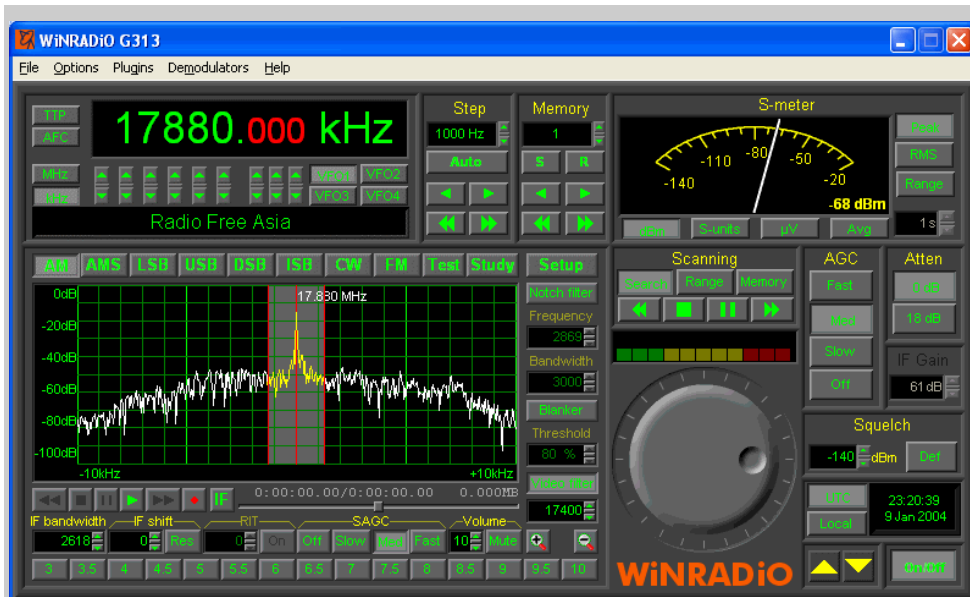 WiNRADiO G313
File Options Plugins Demodulators Help
TTP
AFC
17880.000 kHz
MHz
kHz
VFO1 VFO2
VFO3 VFO4
Radio Free Asia
Step
1000 Hz
Auto
Memory
1
S R
S-meter
-140 -110 -80 -50 -20
-68 dBm
dBm S-units µV Avg
Peak
RMS
Range
1 s
AM AMS LSB USB DSB ISB CW FM Test Study Setup
17.880 MHz
0dB
-20dB
-40dB
-60dB
-80dB
-100dB
-10kHz +10kHz
Notch filter
Frequency
2869
Bandwidth
3000
Blanker
Threshold
80 %
Video filter
17400
IF 0:00:00.00/0:00:00.00 0.000MB
IF bandwidth IF shift RIT SAGC Volume
2618 0 Res 0 On Off Slow Med Fast 10 Mute
3 3.5 4 4.5 5 5.5 6 6.5 7 7.5 8 8.5 9 9.5 10
Scanning
Search Range Memory
AGC
Fast
Med
Slow
Off
Atten
0 dB
18 dB
IF Gain
61 dB
Squelch
-140 dBm Def
UTC
Local
23:20:39
9 Jan 2004
WiNRADiO
On/Off